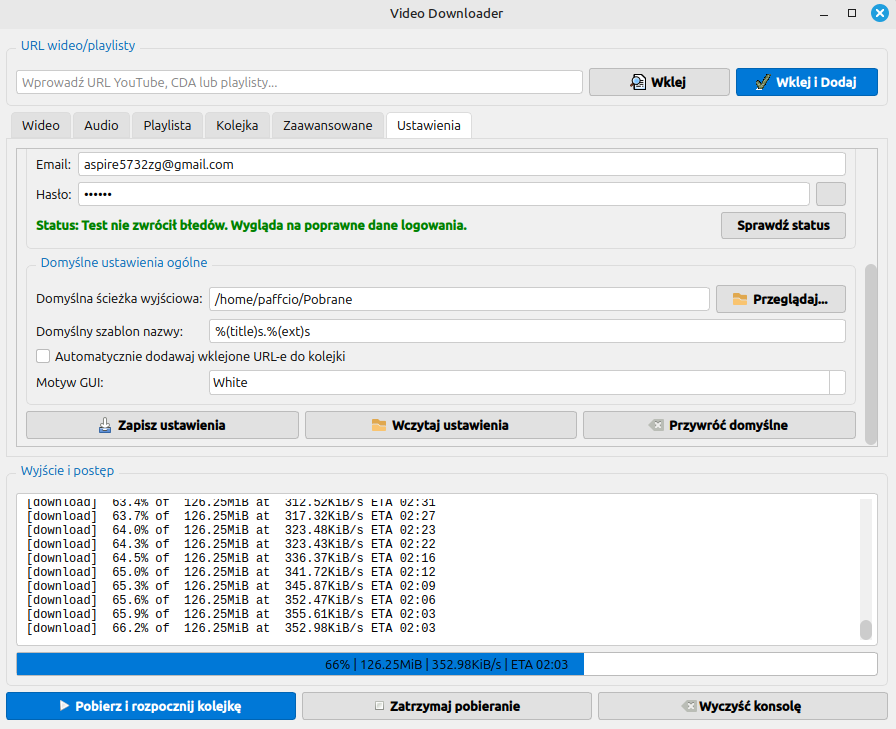 Video Downloader
URL wideo/playlisty
Wprowadź URL YouTube, CDA lub playlisty...
Wklej
Wklej i Dodaj
Wideo
Audio
Playlista
Kolejka
Zaawansowane
Ustawienia
Email: aspire5732zg@gmail.com
Hasło: ••••••
Status: Test nie zwrócił błedów. Wygląda na poprawne dane logowania.
Sprawdź status
Domyślne ustawienia ogólne
Domyślna ścieżka wyjściowa: /home/paffcio/Pobrane
Przeglądaj...
Domyślny szablon nazwy: %(title)s.%(ext)s
Automatycznie dodawaj wklejone URL-e do kolejki
Motyw GUI: White
Zapisz ustawienia
Wczytaj ustawienia
Przywróć domyślne
Wyjście i postęp
[download] 63.4% of 126.25MiB at 312.52KiB/s ETA 02:31
[download] 63.7% of 126.25MiB at 317.32KiB/s ETA 02:27
[download] 64.0% of 126.25MiB at 323.48KiB/s ETA 02:23
[download] 64.3% of 126.25MiB at 323.43KiB/s ETA 02:22
[download] 64.5% of 126.25MiB at 336.37KiB/s ETA 02:16
[download] 65.0% of 126.25MiB at 341.72KiB/s ETA 02:12
[download] 65.3% of 126.25MiB at 345.87KiB/s ETA 02:09
[download] 65.6% of 126.25MiB at 352.47KiB/s ETA 02:06
[download] 65.9% of 126.25MiB at 355.61KiB/s ETA 02:03
[download] 66.2% of 126.25MiB at 352.98KiB/s ETA 02:03
66% | 126.25MiB | 352.98KiB/s | ETA 02:03
Pobierz i rozpocznij kolejkę
Zatrzymaj pobieranie
Wyczyść konsolę